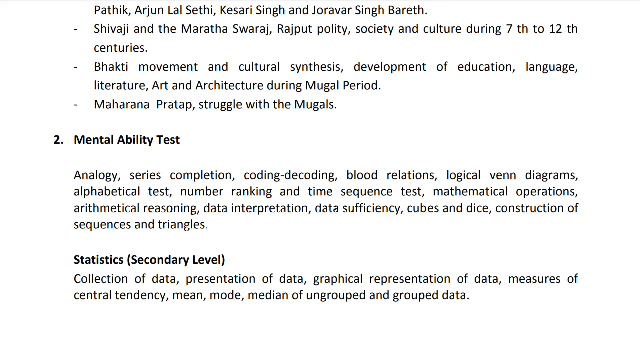 Pathik, Arjun Lal Sethi, Kesari Singh and Joravar Singh Bareth.
- Shivaji and the Maratha Swaraj, Rajput polity, society and culture during 7 th to 12 th
centuries.
- Bhakti movement and cultural synthesis, development of education, language,
literature, Art and Architecture during Mugal Period.
- Maharana Pratap, struggle with the Mugals.
2. Mental Ability Test
Analogy, series completion, coding-decoding, blood relations, logical venn diagrams,
alphabetical test, number ranking and time sequence test, mathematical operations,
arithmetical reasoning, data interpretation, data sufficiency, cubes and dice, construction of
sequences and triangles.
Statistics (Secondary Level)
Collection of data, presentation of data, graphical representation of data, measures of
central tendency, mean, mode, median of ungrouped and grouped data.